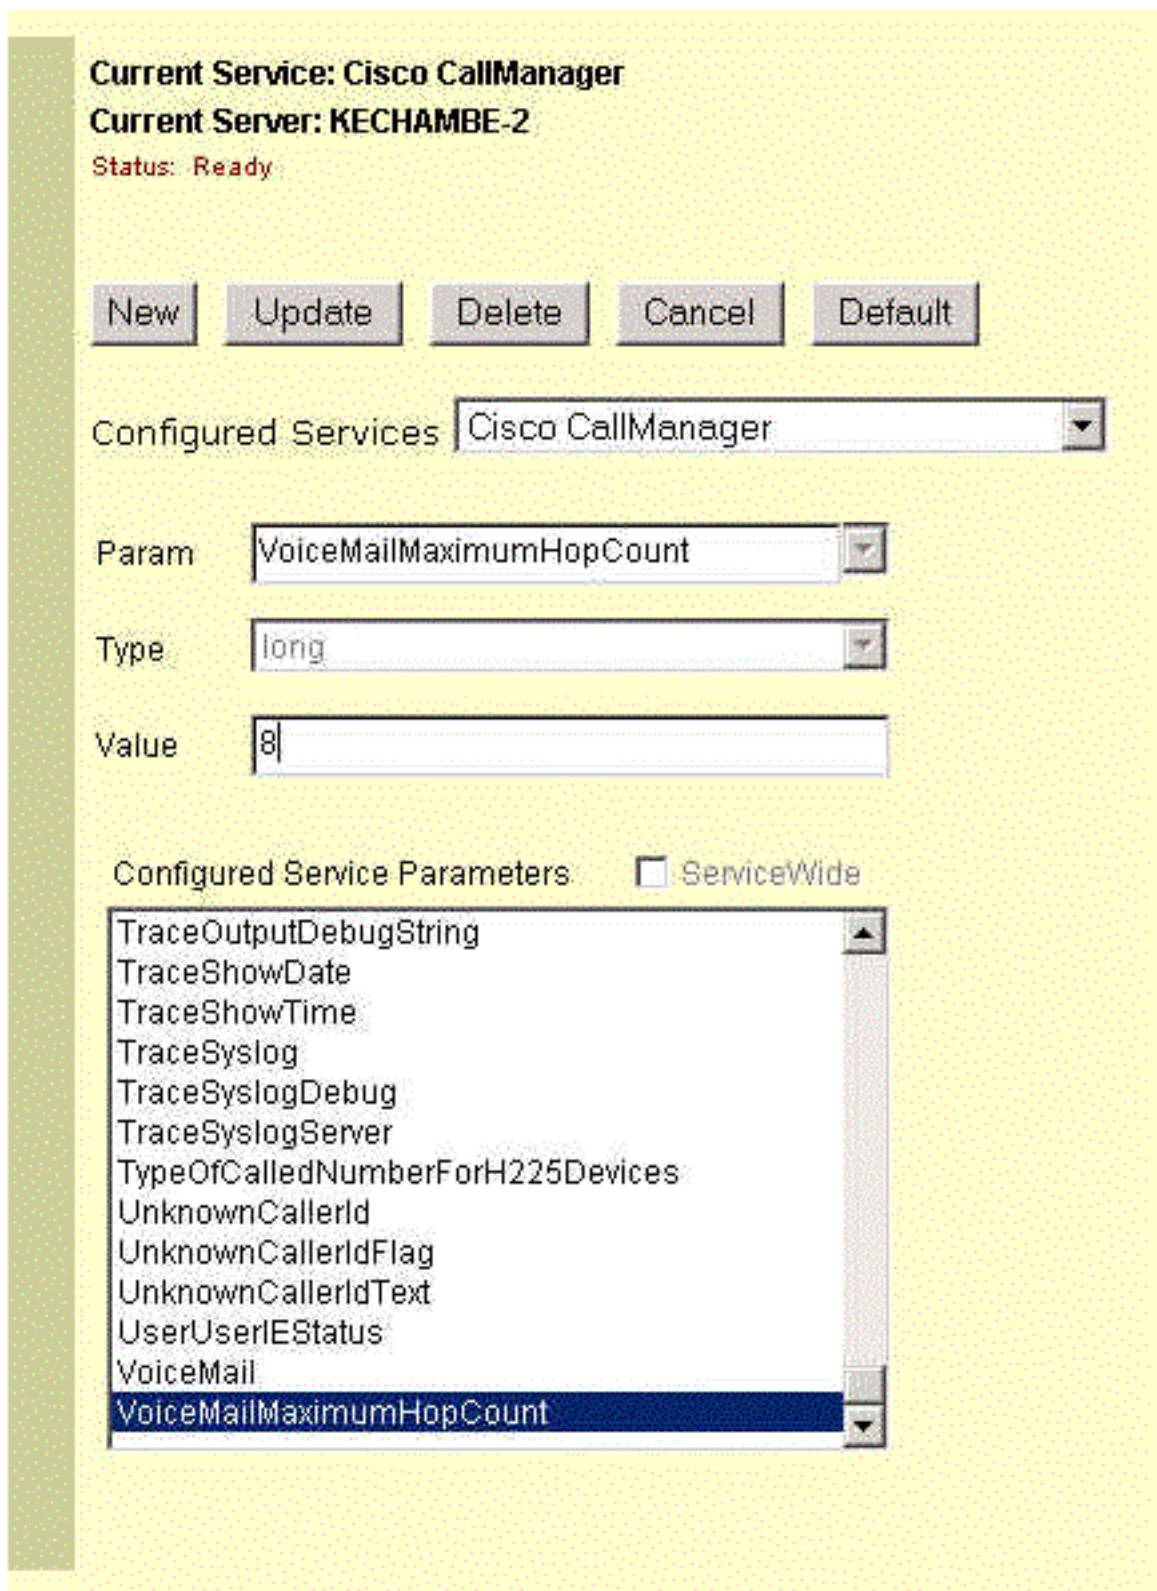 Current Service: Cisco CallManager
Current Server: KECHAMBE-2
Status: Ready
New Update Delete Cancel Default
Configured Services Cisco CallManager
Param VoiceMailMaximumHopCount
Type long
Value 8
Configured Service Parameters ServiceWide
TraceOutputDebugString
TraceShowDate
TraceShowTime
TraceSyslog
TraceSyslogDebug
TraceSyslogServer
TypeOfCalledNumberForH225Devices
UnknownCallerId
UnknownCallerIdFlag
UnknownCallerIdText
UserUserIEStatus
VoiceMail
VoiceMailMaximumHopCount